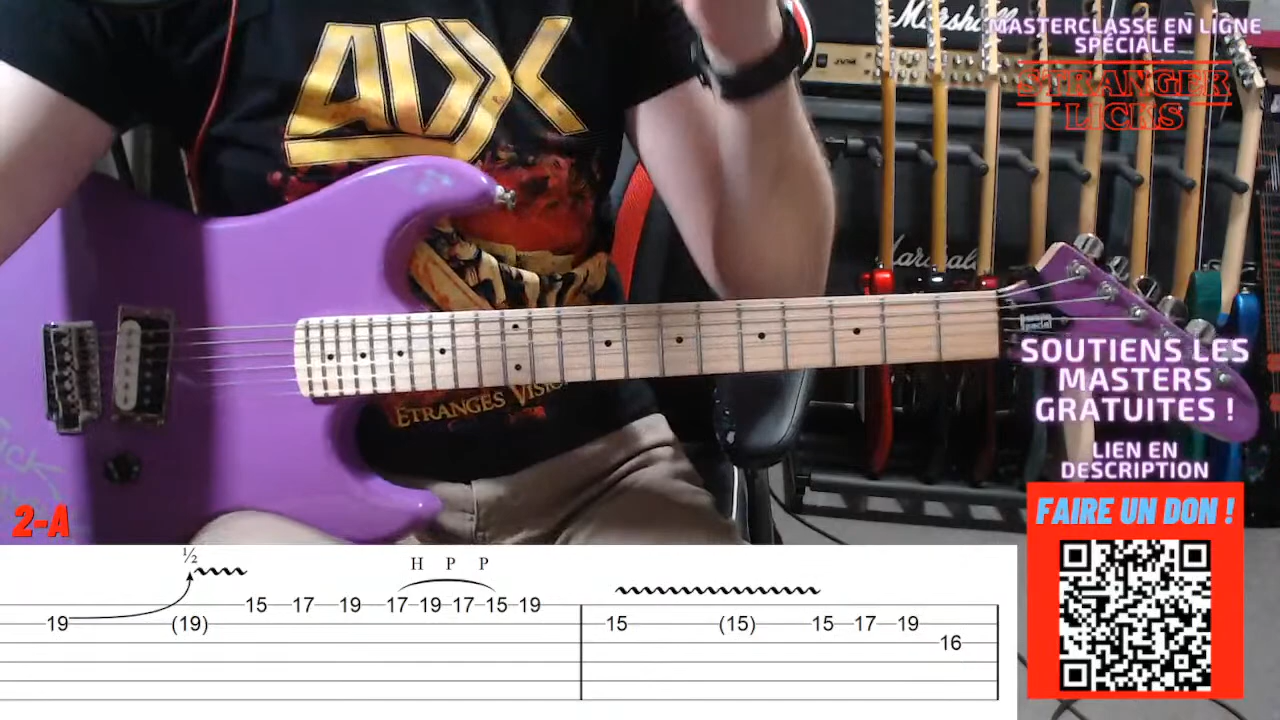 ADX
Marshall
MASTERCLASSE EN LIGNE
SPÉCIALE
STRANGER
LICKS
Marshall
SOUTIENS LES
MASTERS
GRATUITES !
LIEN EN
DESCRIPTION
FAIRE UN DON !
ÉTRANGES VISIO
2-A
½
H P P
15 17 19 17 19 17 15 19
19 (19) 15 (15) 15 17 19
16